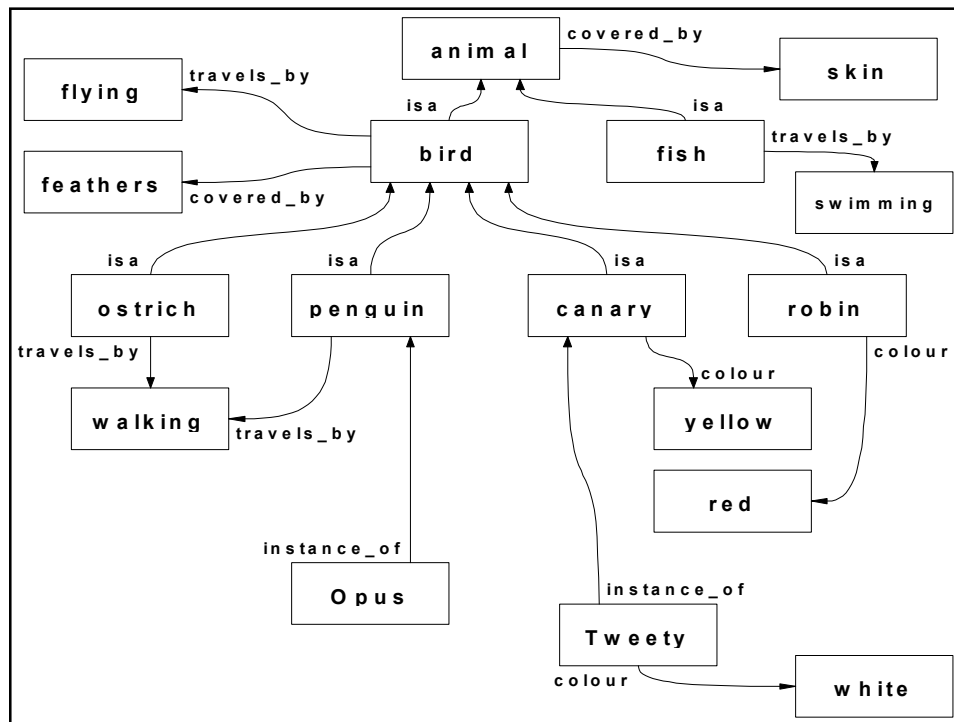 animal
covered_by
skin
flying
travels_by
isa
isa
bird
fish
travels_by
feathers
covered_by
swimming
isa
isa
isa
isa
ostrich
penguin
canary
robin
travels_by
colour
colour
walking
travels_by
yellow
red
instance_of
Opus
instance_of
Tweety
colour
white